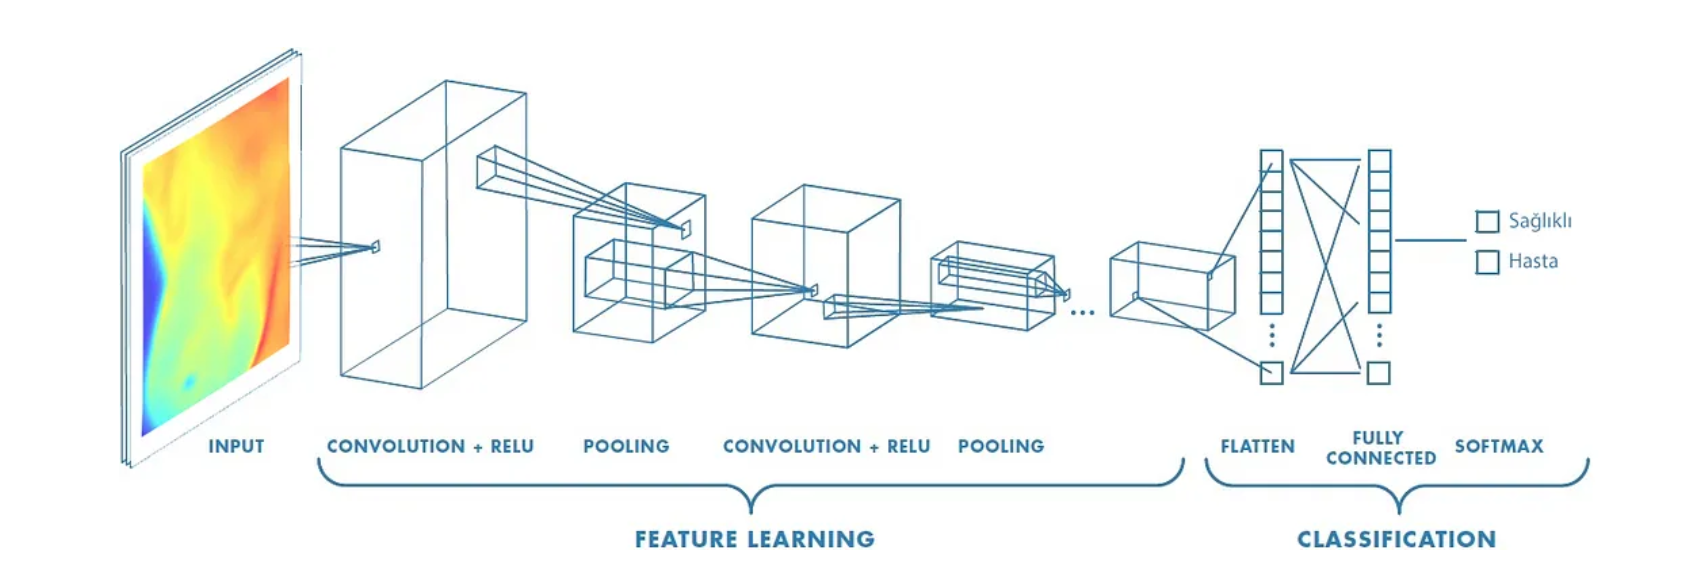 Sağlıklı
Hasta
INPUT
CONVOLUTION + RELU
POOLING
CONVOLUTION + RELU
POOLING
FLATTEN
FULLY
CONNECTED
SOFTMAX
FEATURE LEARNING
CLASSIFICATION